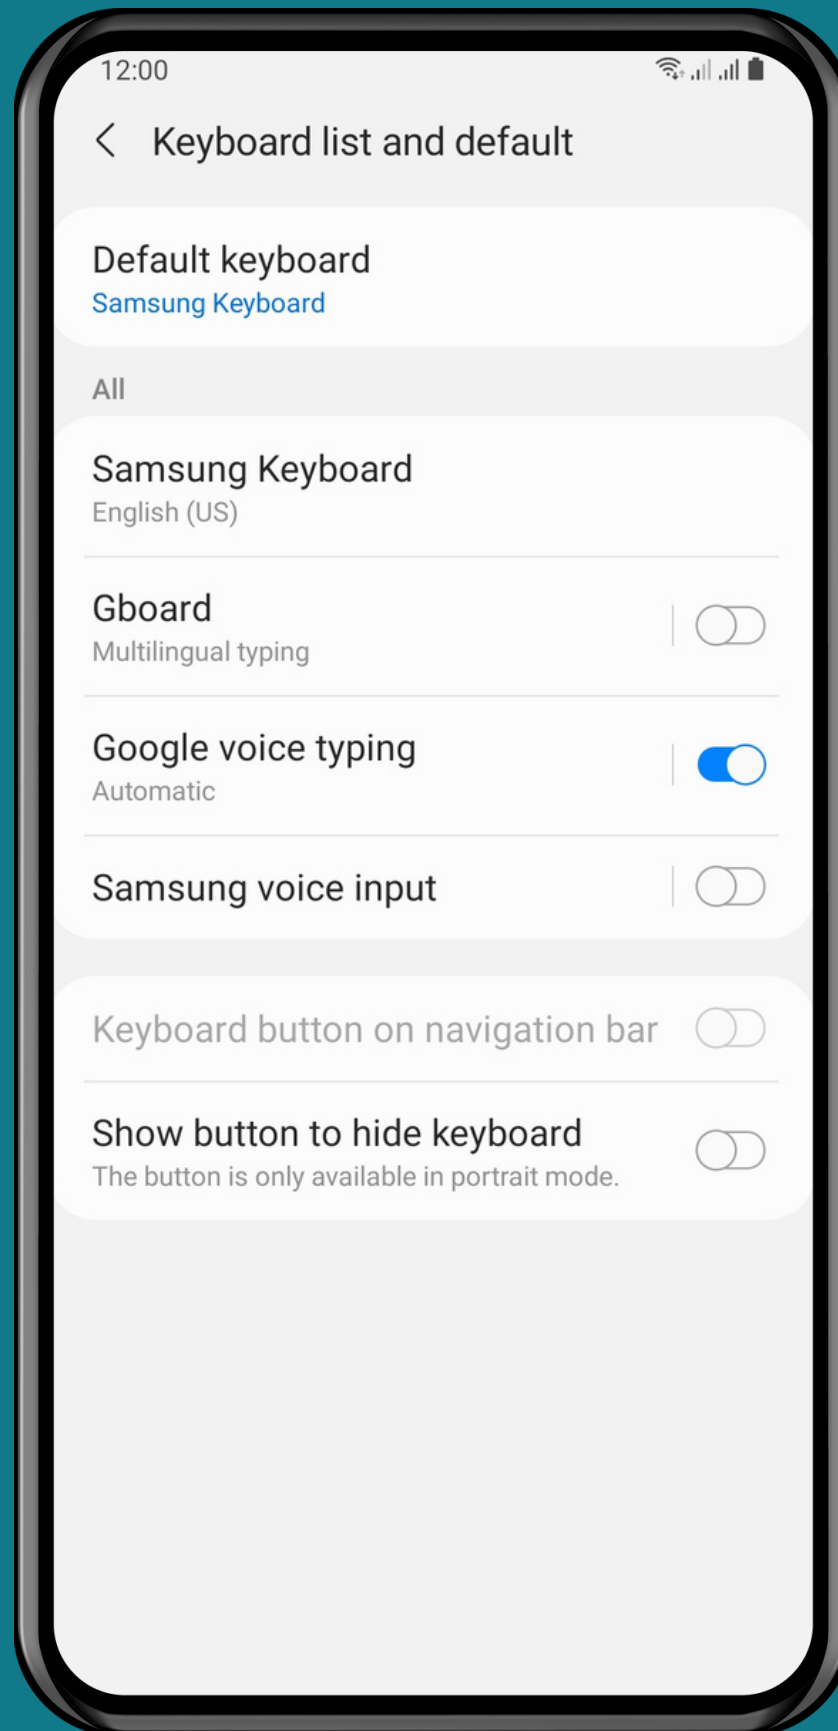 12:00
Keyboard list and default
Default keyboard
Samsung Keyboard
All
Samsung Keyboard
English (US)
Gboard
Multilingual typing
Google voice typing
Automatic
Samsung voice input
Keyboard button on navigation bar
Show button to hide keyboard
The button is only available in portrait mode.